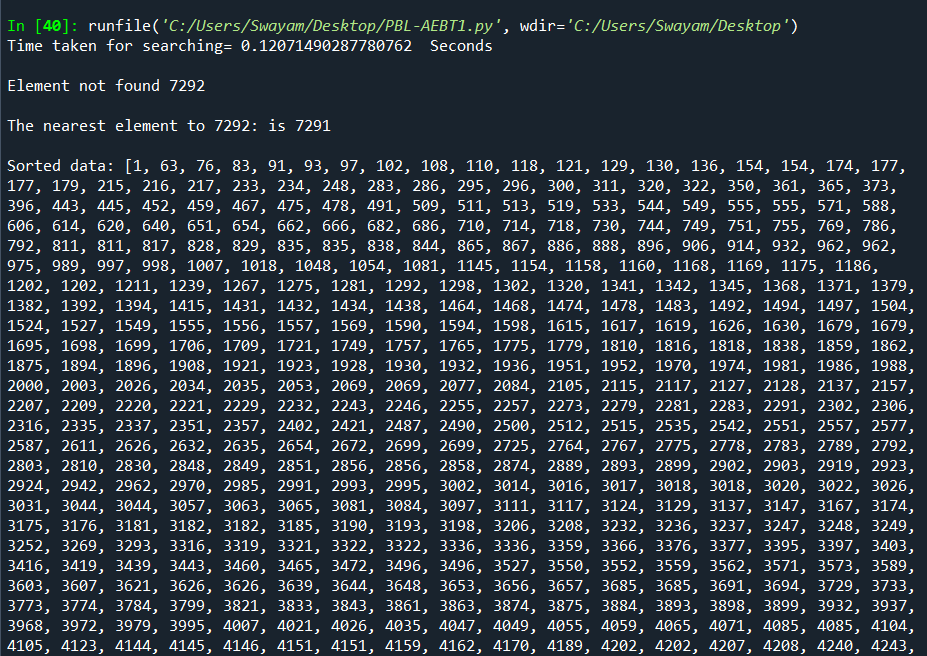 In [40]: runfile('C:/Users/Swayam/Desktop/PBL-AEBT1.py', wdir='C:/Users/Swayam/Desktop')
Time taken for searching= 0.12071490287780762  Seconds
Element not found 7292
The nearest element to 7292: is 7291
Sorted data: [1, 63, 76, 83, 91, 93, 97, 102, 108, 110, 118, 121, 129, 130, 136, 154, 154, 174, 177,
177, 179, 215, 216, 217, 233, 234, 248, 283, 286, 295, 296, 300, 311, 320, 322, 350, 361, 365, 373,
396, 443, 445, 452, 459, 467, 475, 478, 491, 509, 511, 513, 519, 533, 544, 549, 555, 555, 571, 588,
606, 614, 620, 640, 651, 654, 662, 666, 682, 686, 710, 714, 718, 730, 744, 749, 751, 755, 769, 786,
792, 811, 811, 817, 828, 829, 835, 835, 838, 844, 865, 867, 886, 888, 896, 906, 914, 932, 962, 962,
975, 989, 997, 998, 1007, 1018, 1048, 1054, 1081, 1145, 1154, 1158, 1160, 1168, 1169, 1175, 1186,
1202, 1202, 1211, 1239, 1267, 1275, 1281, 1292, 1298, 1302, 1320, 1341, 1342, 1345, 1368, 1371, 1379,
1382, 1392, 1394, 1415, 1431, 1432, 1434, 1438, 1464, 1468, 1474, 1478, 1483, 1492, 1494, 1497, 1504,
1524, 1527, 1549, 1555, 1556, 1557, 1569, 1590, 1594, 1598, 1615, 1617, 1619, 1626, 1630, 1679, 1679,
1695, 1698, 1699, 1706, 1709, 1721, 1749, 1757, 1765, 1775, 1779, 1810, 1816, 1818, 1838, 1859, 1862,
1875, 1894, 1896, 1908, 1921, 1923, 1928, 1930, 1932, 1936, 1951, 1952, 1970, 1974, 1981, 1986, 1988,
2000, 2003, 2026, 2034, 2035, 2053, 2069, 2069, 2077, 2084, 2105, 2115, 2117, 2127, 2128, 2137, 2157,
2207, 2209, 2220, 2221, 2229, 2232, 2243, 2246, 2255, 2257, 2273, 2279, 2281, 2283, 2291, 2302, 2306,
2316, 2335, 2337, 2351, 2357, 2402, 2421, 2487, 2490, 2500, 2512, 2515, 2535, 2542, 2551, 2557, 2577,
2587, 2611, 2626, 2632, 2635, 2654, 2672, 2699, 2699, 2725, 2764, 2767, 2775, 2778, 2783, 2789, 2792,
2803, 2810, 2830, 2848, 2849, 2851, 2856, 2856, 2858, 2874, 2889, 2893, 2899, 2902, 2903, 2919, 2923,
2924, 2942, 2962, 2970, 2985, 2991, 2993, 2995, 3002, 3014, 3016, 3017, 3018, 3018, 3020, 3022, 3026,
3031, 3044, 3044, 3057, 3063, 3065, 3081, 3084, 3097, 3111, 3117, 3124, 3129, 3137, 3147, 3167, 3174,
3175, 3176, 3181, 3182, 3182, 3185, 3190, 3193, 3198, 3206, 3208, 3232, 3236, 3237, 3247, 3248, 3249,
3252, 3269, 3293, 3316, 3319, 3321, 3322, 3322, 3336, 3336, 3359, 3366, 3376, 3377, 3395, 3397, 3403,
3416, 3419, 3439, 3443, 3460, 3465, 3472, 3496, 3496, 3527, 3550, 3552, 3559, 3562, 3571, 3573, 3589,
3603, 3607, 3621, 3626, 3626, 3639, 3644, 3648, 3653, 3656, 3657, 3685, 3685, 3691, 3694, 3729, 3733,
3773, 3774, 3784, 3799, 3821, 3833, 3843, 3861, 3863, 3874, 3875, 3884, 3893, 3898, 3899, 3932, 3937,
3968, 3972, 3979, 3995, 4007, 4021, 4026, 4035, 4047, 4049, 4055, 4059, 4065, 4071, 4085, 4085, 4104,
4105, 4123, 4144, 4145, 4146, 4151, 4151, 4159, 4162, 4170, 4189, 4202, 4202, 4207, 4208, 4240, 4243,